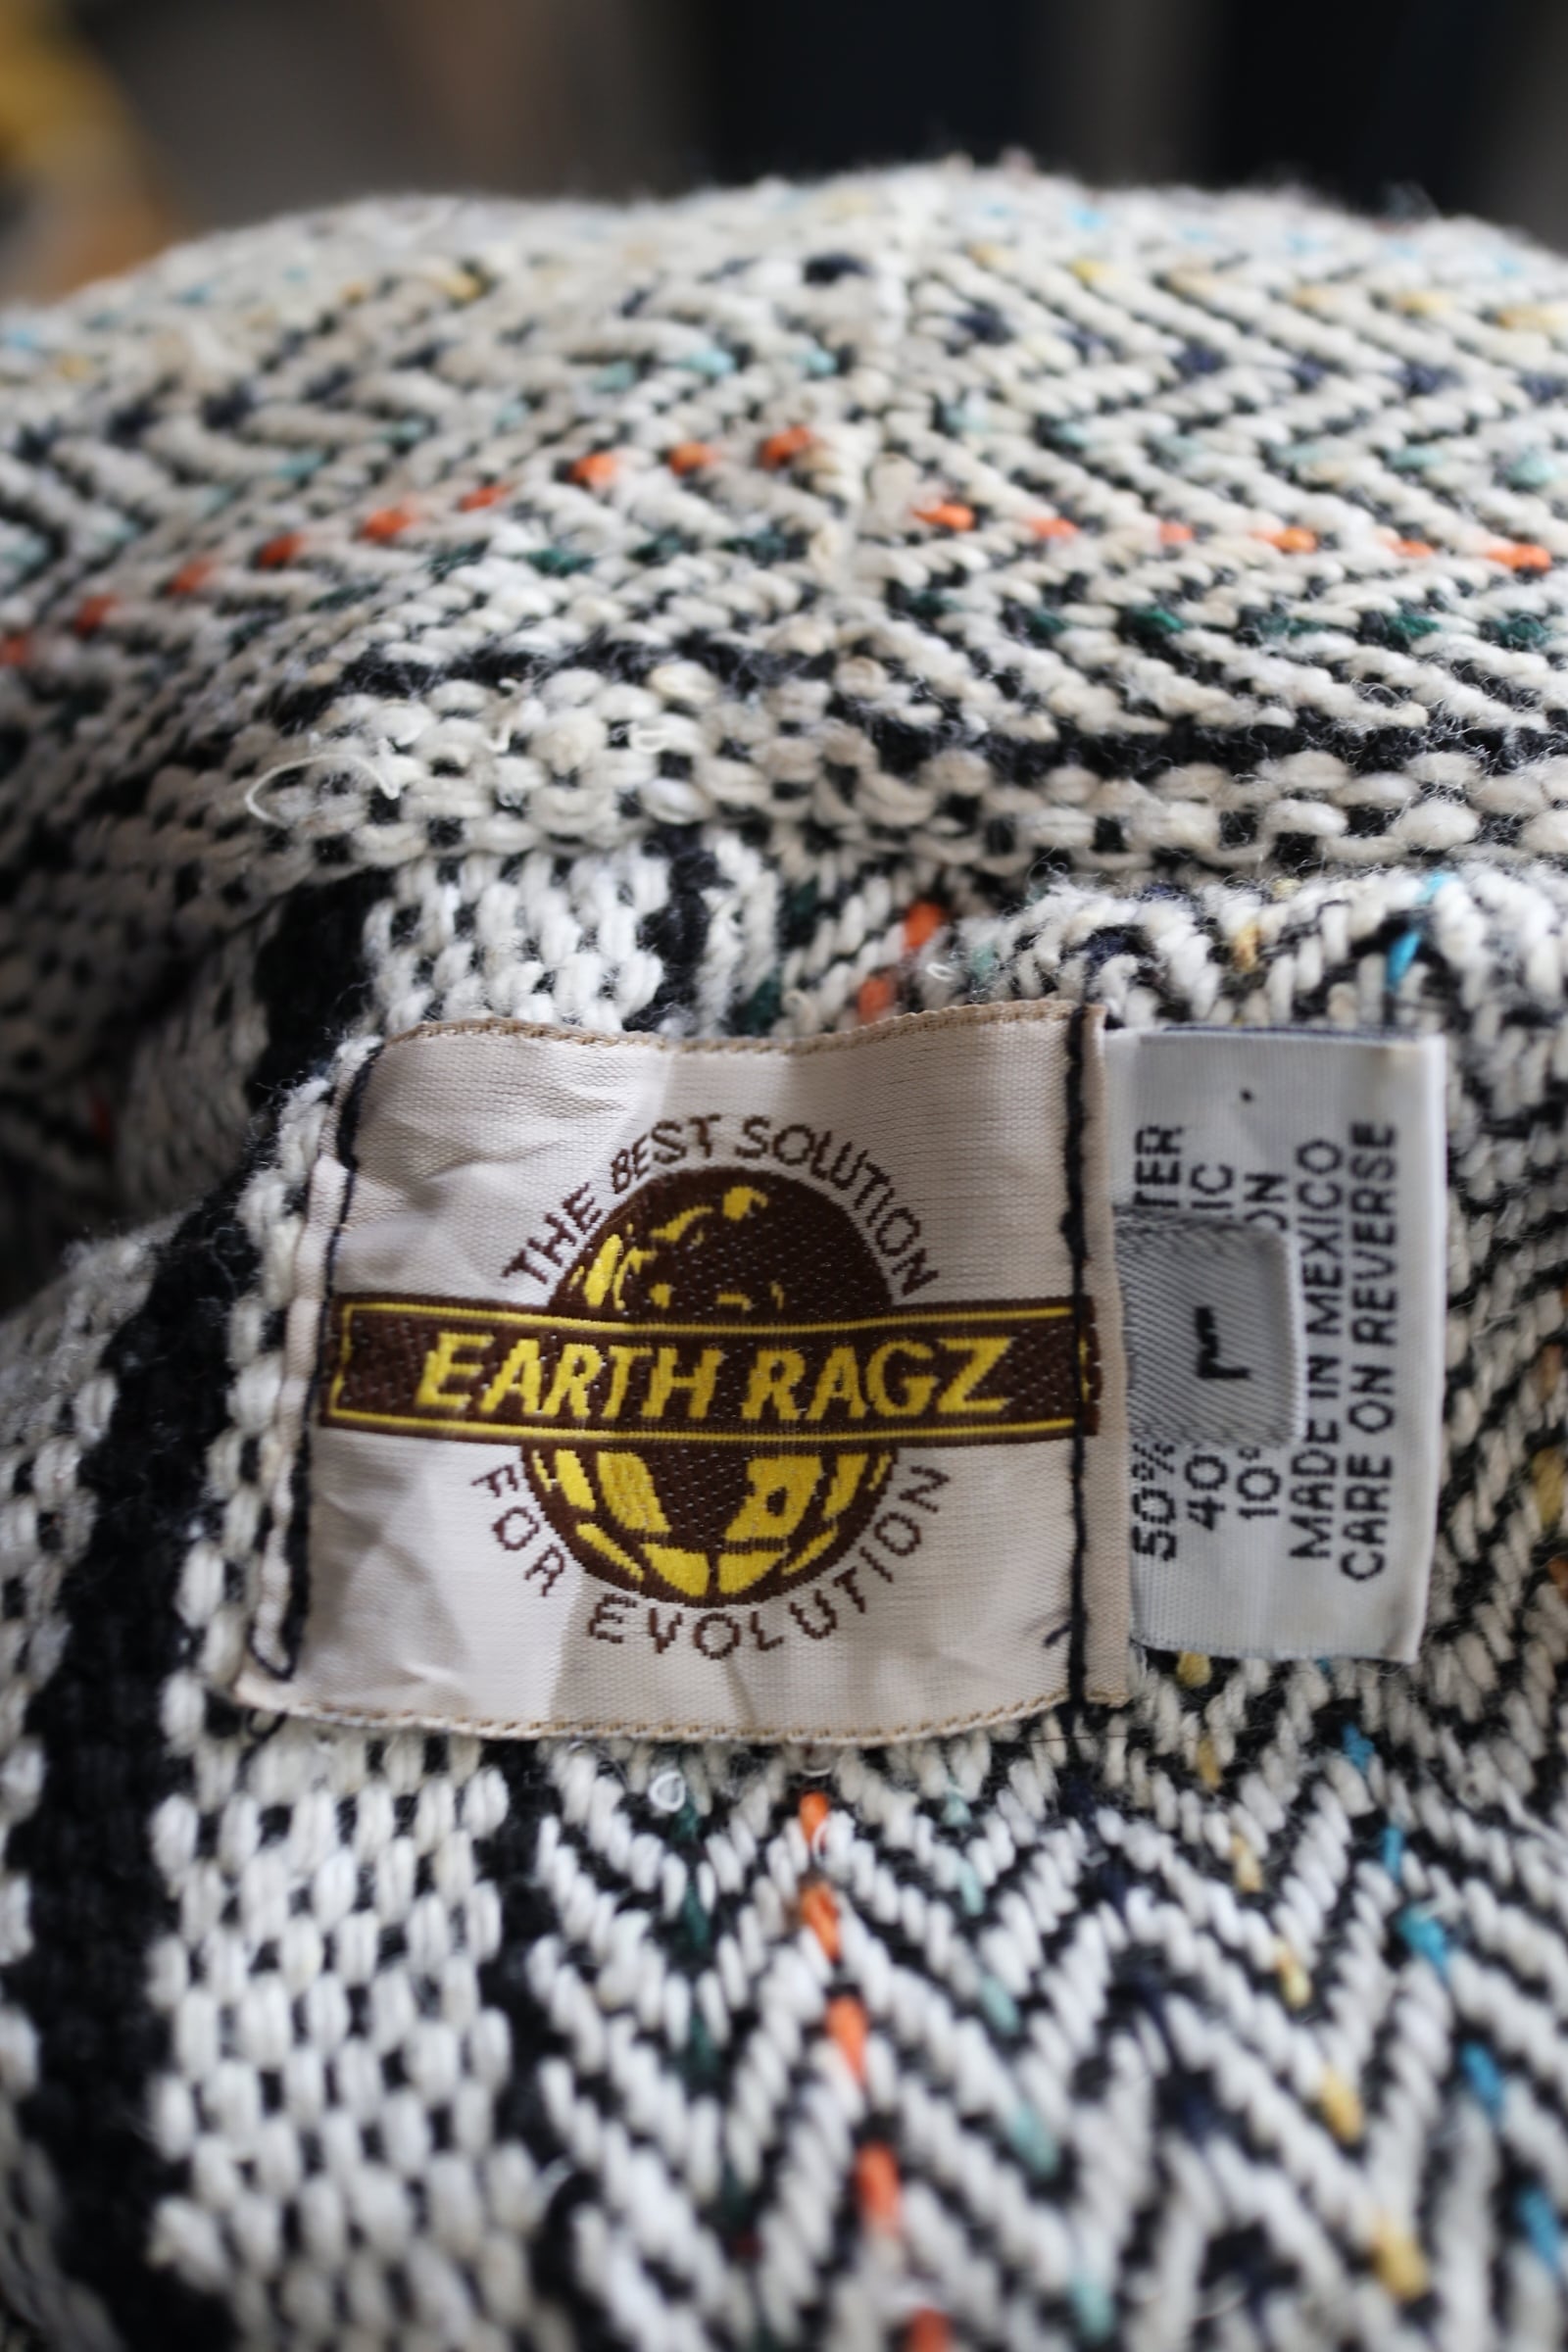 THE BEST SOLUTION
EARTH RAGZ
FOR EVOLUTION
50%
40
10%
MADE IN MEXICO
CARE ON REVERSE
L